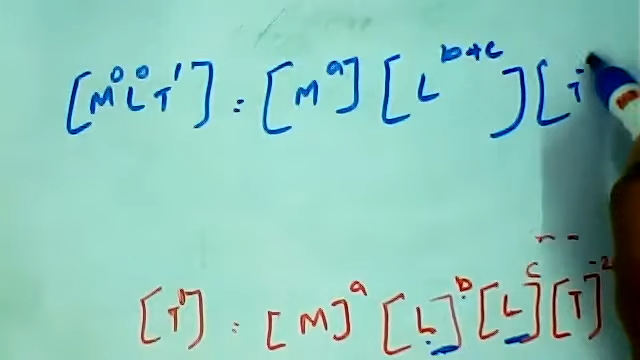 [M⁰L⁰T¹] = [Mᵃ] [Lᵇ⁺ᶜ] [T⁻
[T¹] = [M]ᵃ [L]ᵇ [L]ᶜ [T]⁻²